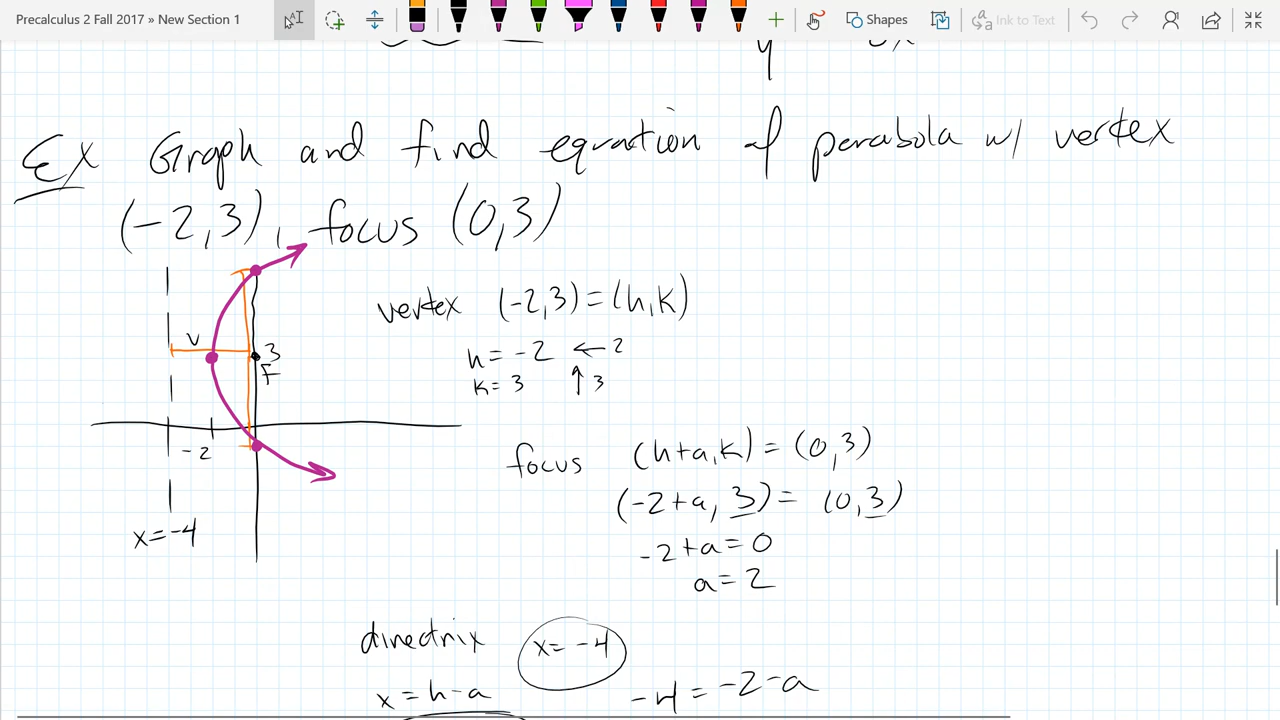 Precalculus 2 Fall 2017 » New Section 1
Shapes
Ink to Text
Ex Graph and find equation of parabola w/ vertex
(-2,3), focus (0,3)
vertex (-2,3)=(h,k)
h=-2 ← 2
k=3 ↑ 3
V
3
F
-2
x=-4
focus (h+a,k)=(0,3)
(-2+a, 3)= (0,3)
-2+a=0
a=2
directrix x=-4
x=h-a -4=-2-a